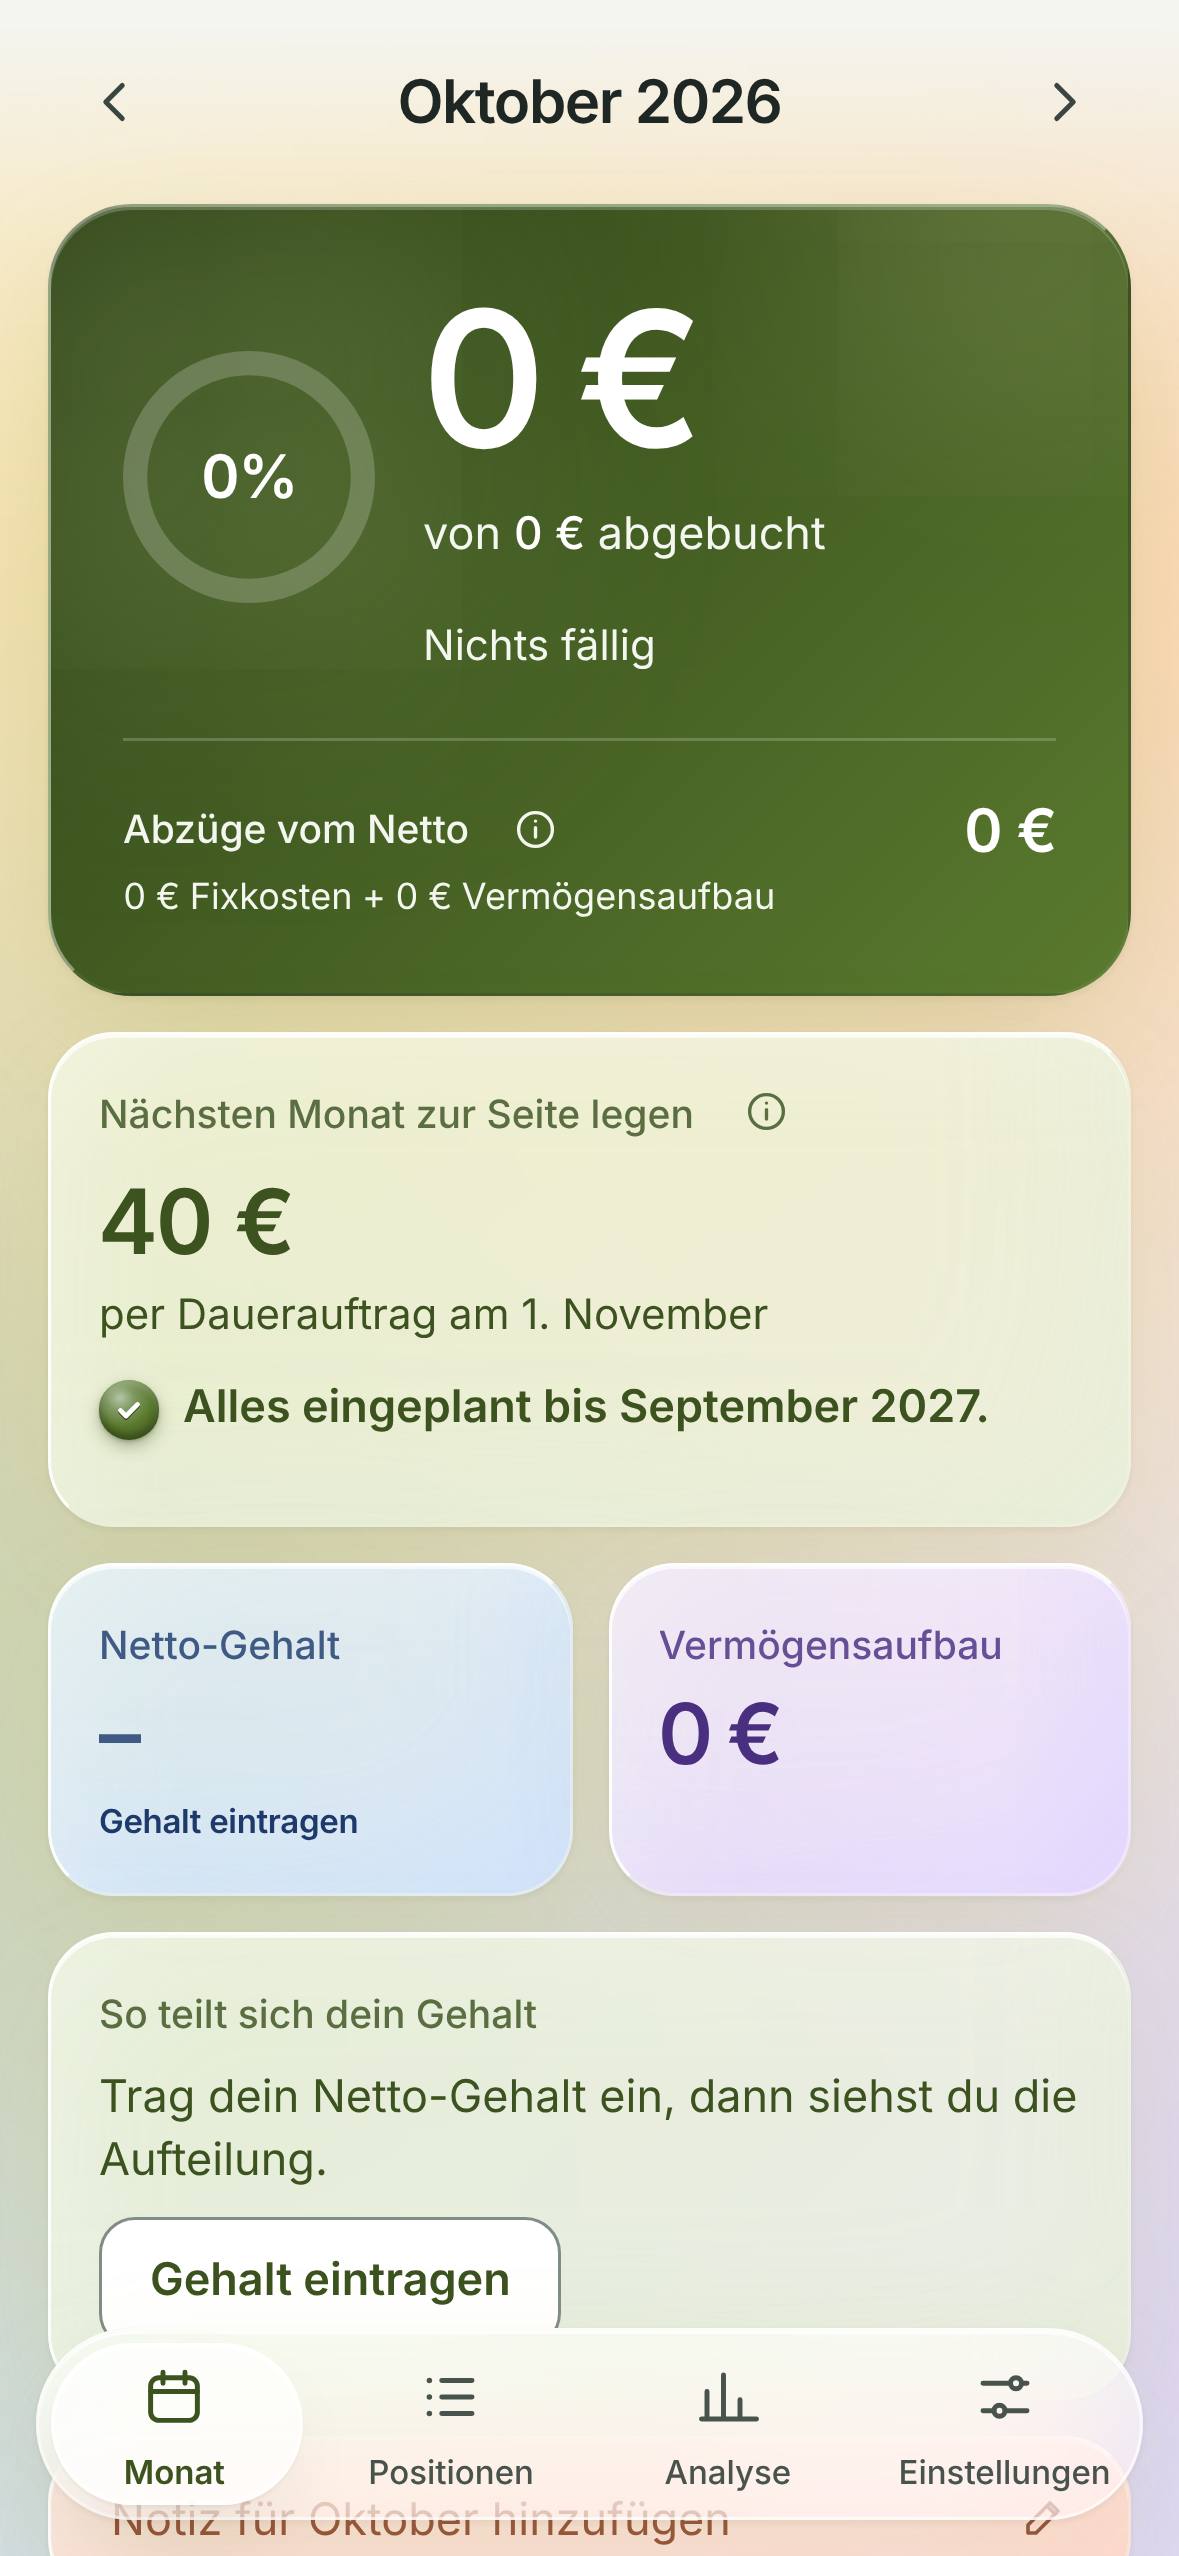 Oktober 2026
0 €
0%
von 0 € abgebucht
Nichts fällig
Abzüge vom Netto
0 €
0 € Fixkosten + 0 € Vermögensaufbau
Nächsten Monat zur Seite legen
40 €
per Dauerauftrag am 1. November
Alles eingeplant bis September 2027.
Netto-Gehalt
–
Gehalt eintragen
Vermögensaufbau
0 €
So teilt sich dein Gehalt
Trag dein Netto-Gehalt ein, dann siehst du die
Aufteilung.
Gehalt eintragen
Monat
Positionen
Analyse
Einstellungen
Notiz für Oktober hinzufügen